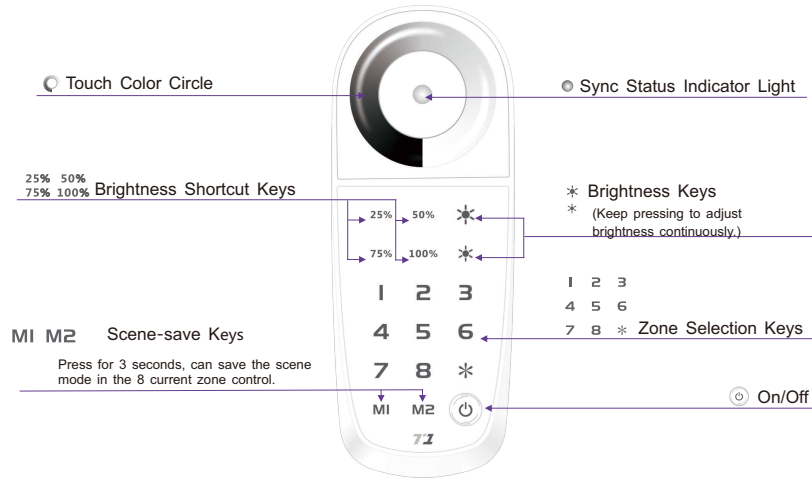 Touch Color Circle
Sync Status Indicator Light
25% 50%
75% 100% Brightness Shortcut Keys
Brightness Keys
(Keep pressing to adjust
brightness continuously.)
25% 50%
75% 100%
1 2 3
4 5 6
7 8 *
M1 M2
T1
1 2 3
4 5 6
7 8 * Zone Selection Keys
M1 M2 Scene-save Keys
Press for 3 seconds, can save the scene
mode in the 8 current zone control.
On/Off